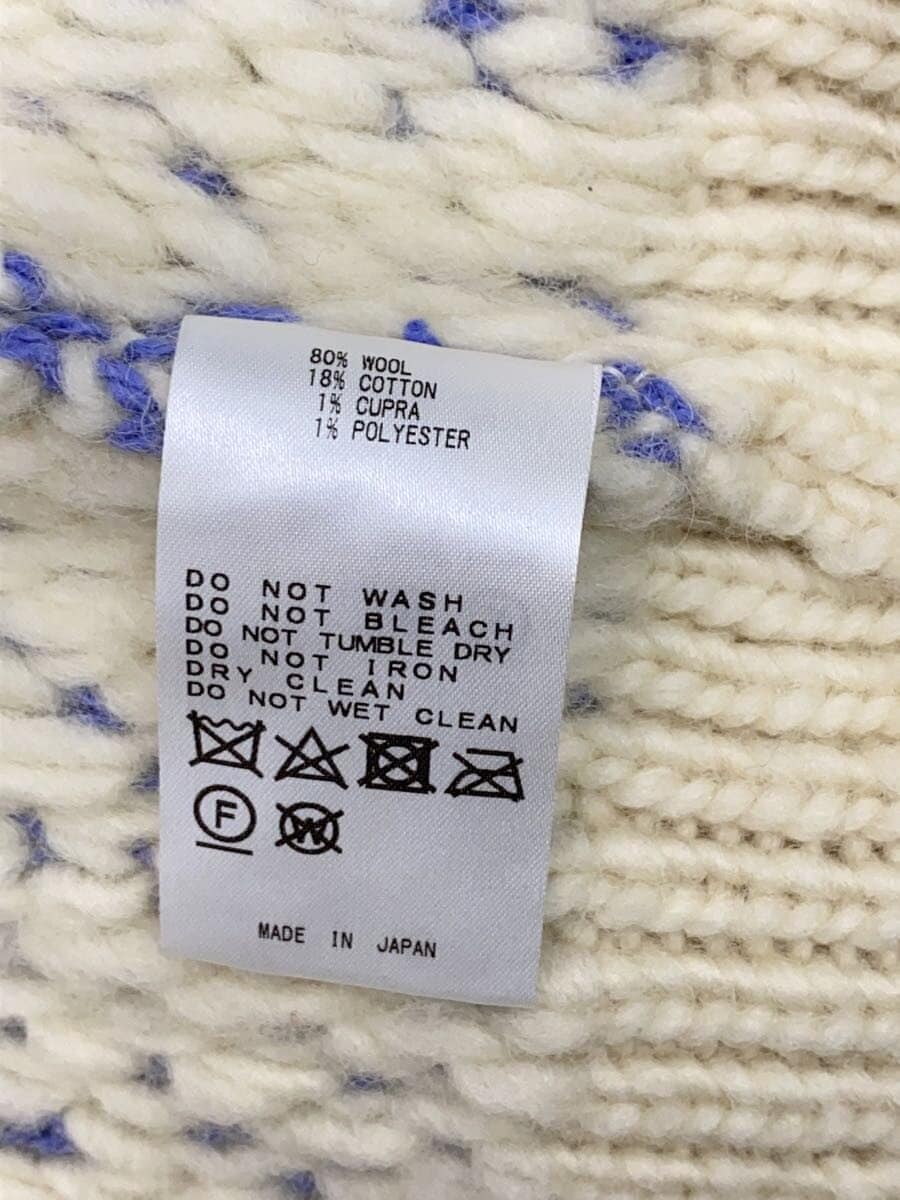 80% WOOL
18% COTTON
1% CUPRA
1% POLYESTER
DO NOT WASH
DO NOT BLEACH
DO NOT TUMBLE DRY
DO NOT IRON
DRY CLEAN
DO NOT WET CLEAN
F W
MADE IN JAPAN